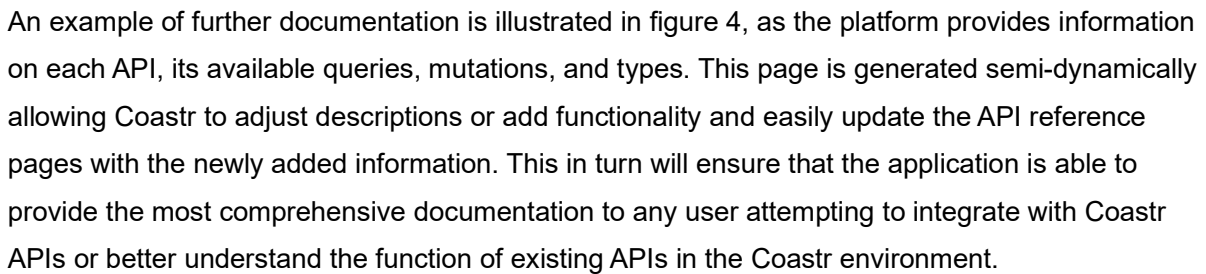 An example of further documentation is illustrated in figure 4, as the platform provides information
on each API, its available queries, mutations, and types. This page is generated semi-dynamically
allowing Coastr to adjust descriptions or add functionality and easily update the API reference
pages with the newly added information. This in turn will ensure that the application is able to
provide the most comprehensive documentation to any user attempting to integrate with Coastr
APIs or better understand the function of existing APIs in the Coastr environment.